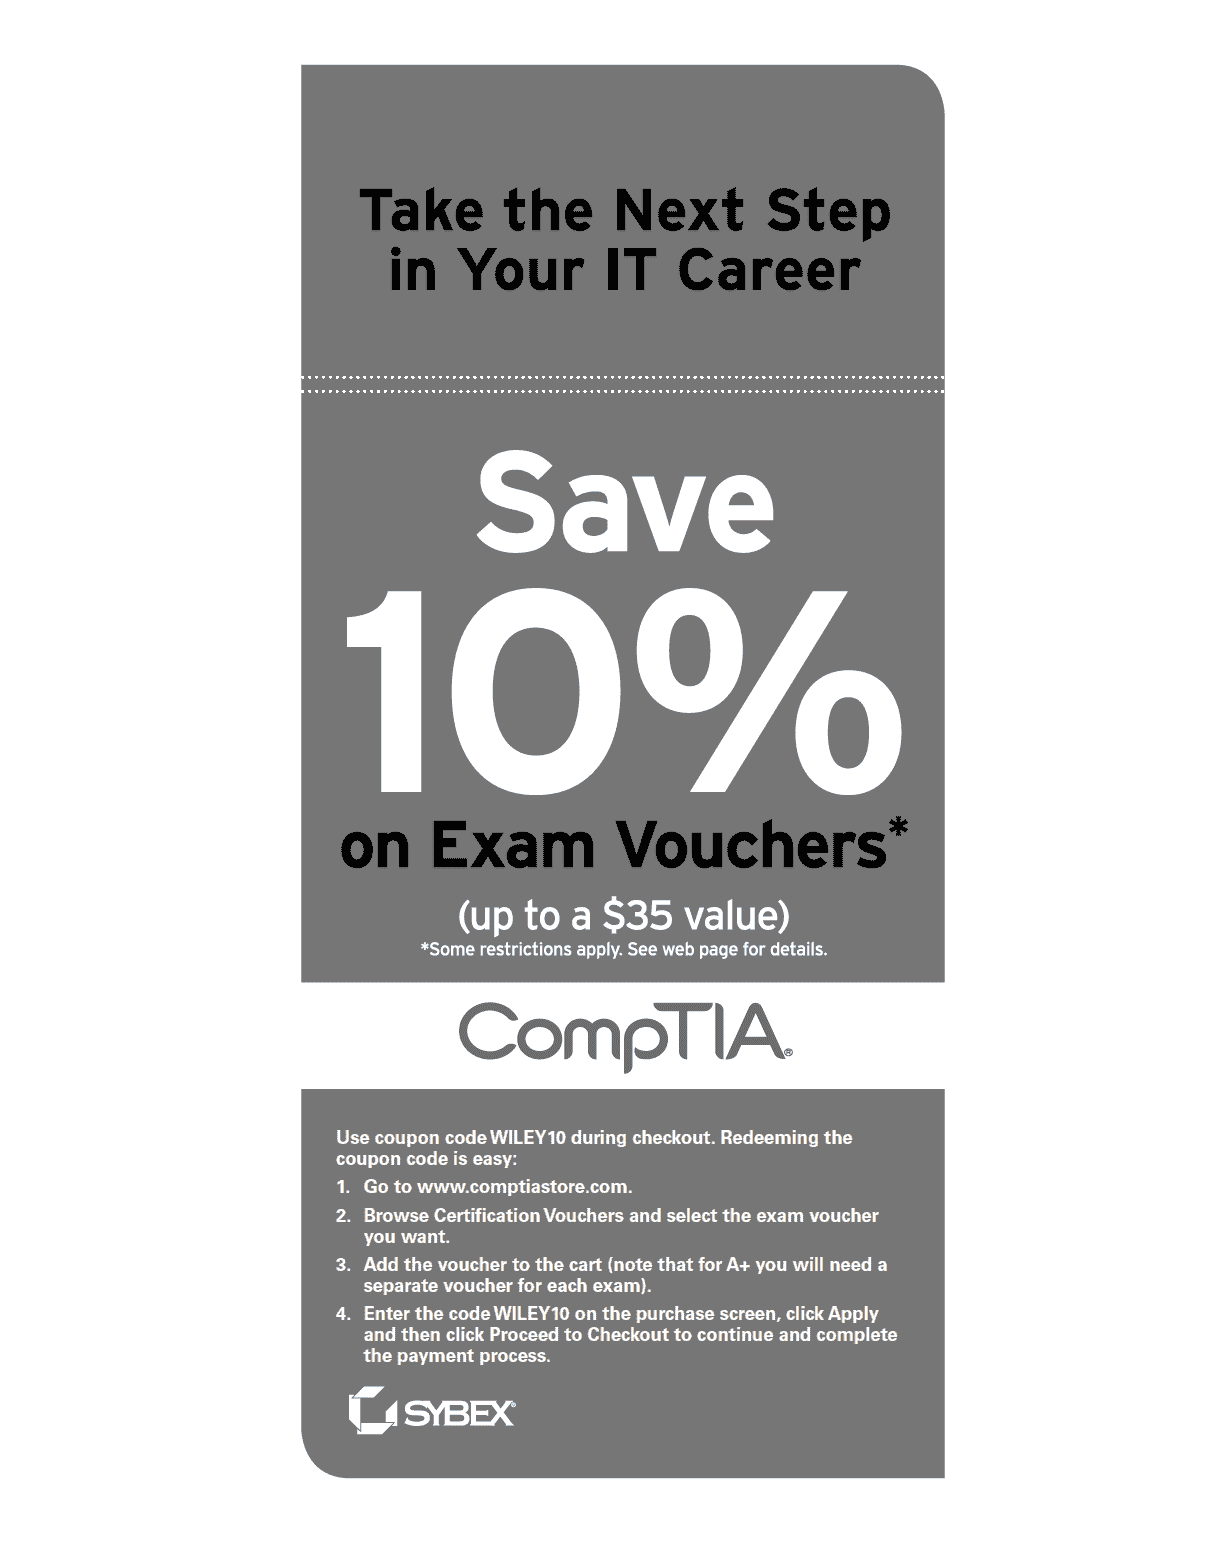 Take the Next Step
in Your IT Career
Save
10%
on Exam Vouchers*
(up to a $35 value)
*Some restrictions apply. See web page for details.
CompTIA®
Use coupon code WILEY10 during checkout. Redeeming the
coupon code is easy:
1. Go to www.comptiastore.com.
2. Browse Certification Vouchers and select the exam voucher
you want.
3. Add the voucher to the cart (note that for A+ you will need a
separate voucher for each exam).
4. Enter the code WILEY10 on the purchase screen, click Apply
and then click Proceed to Checkout to continue and complete
the payment process.
SYBEX®